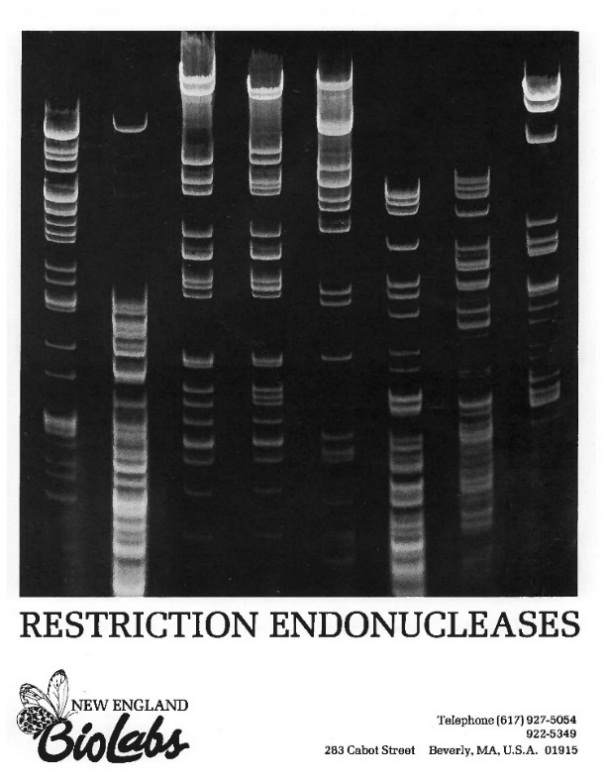 RESTRICTION ENDONUCLEASES
NEW ENGLAND
BioLabs
Telephone (617) 927-5054
922-5349
283 Cabot Street Beverly, MA, U.S.A. 01915